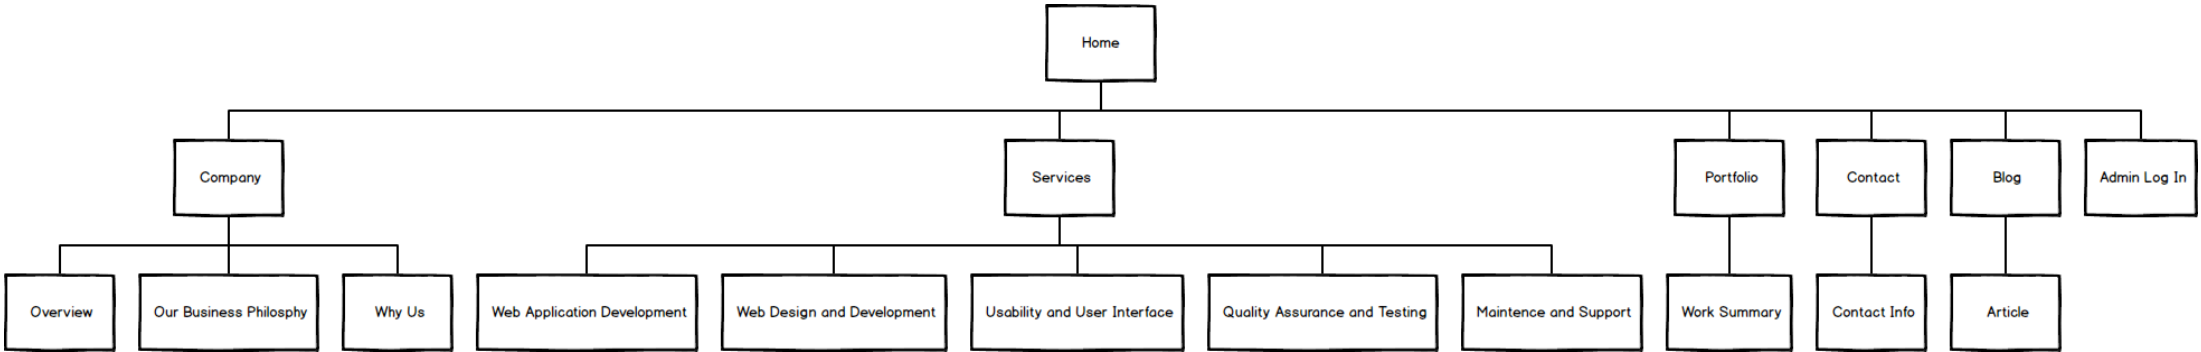 Home
Company
Services
Portfolio
Contact
Blog
Admin Log In
Overview
Our Business Philosphy
Why Us
Web Application Development
Web Design and Development
Usability and User Interface
Quality Assurance and Testing
Maintence and Support
Work Summary
Contact Info
Article